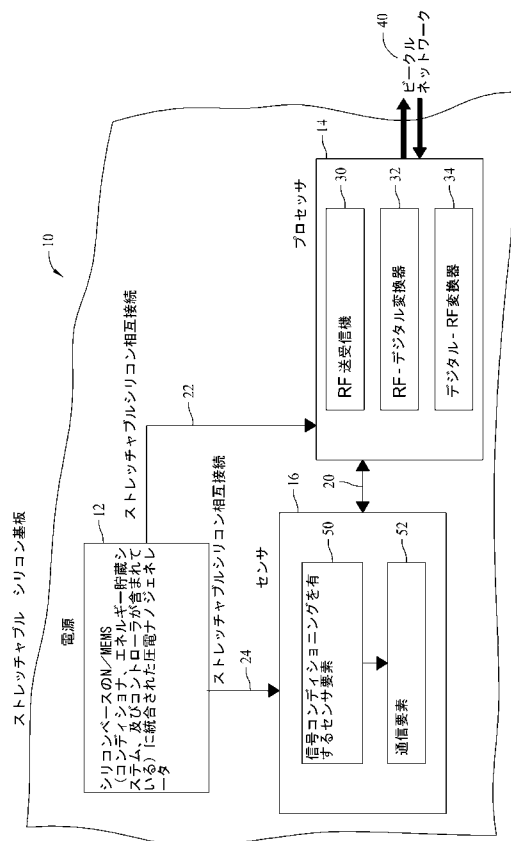 ストレッチャブル シリコン基板
10
電源
12
シリコンベースのN／MEMS
（コンディショナ、エネルギー貯蔵シ
ステム、及びコントローラが含まれて
いる）に統合された圧電ナノジェネレ
ータ
ストレッチャブルシリコン相互接続
22
ストレッチャブルシリコン相互接続
24
センサ
16
信号コンディショニングを有
するセンサ要素
50
通信要素
52
20
プロセッサ
14
RF 送受信機
30
RF-デジタル変換器
32
デジタル-RF変換器
34
40
ビークル
ネットワーク